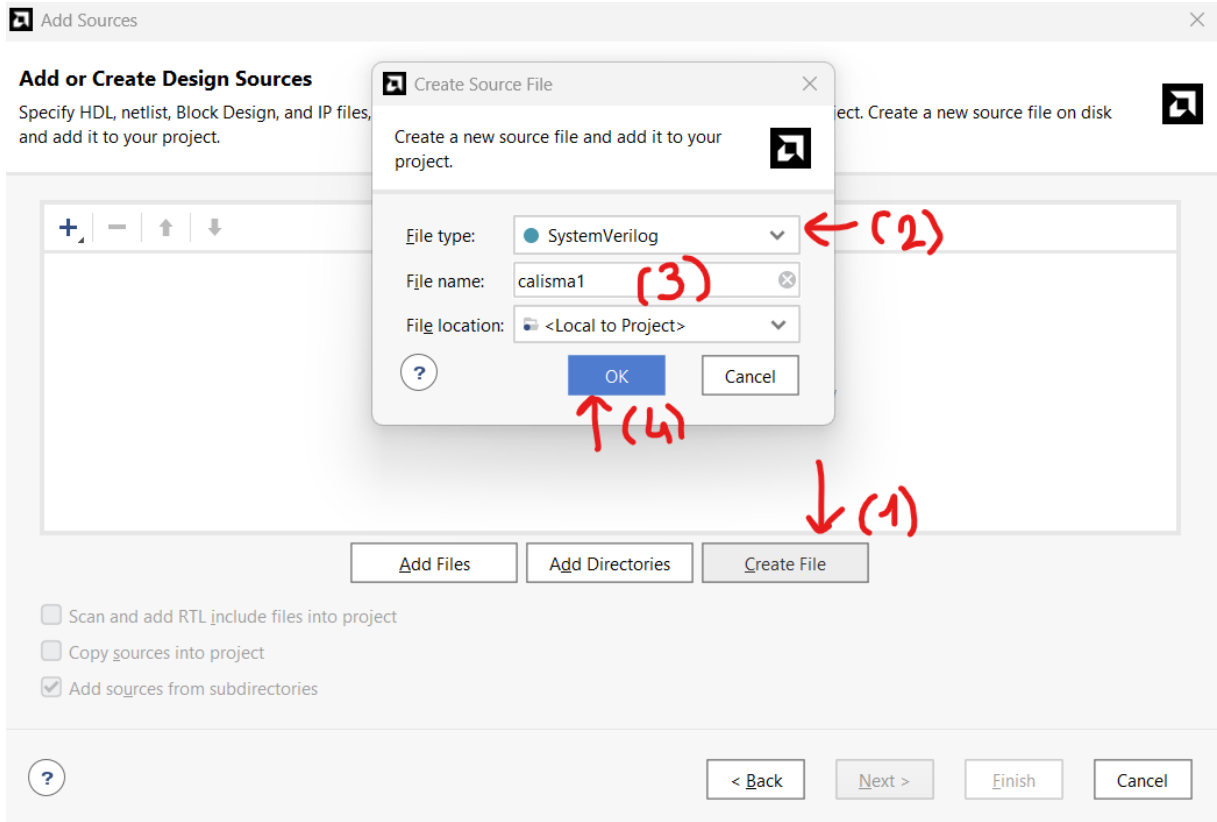 Add Sources
Add or Create Design Sources
Specify HDL, netlist, Block Design, and IP files,
ject. Create a new source file on disk
and add it to your project.
Create Source File
Create a new source file and add it to your
project.
File type:
SystemVerilog
(2)
File name:
calisma1
(3)
File location:
<Local to Project>
?
OK
Cancel
(4)
(1)
Add Files
Add Directories
Create File
Scan and add RTL include files into project
Copy sources into project
Add sources from subdirectories
?
< Back
Next >
Finish
Cancel